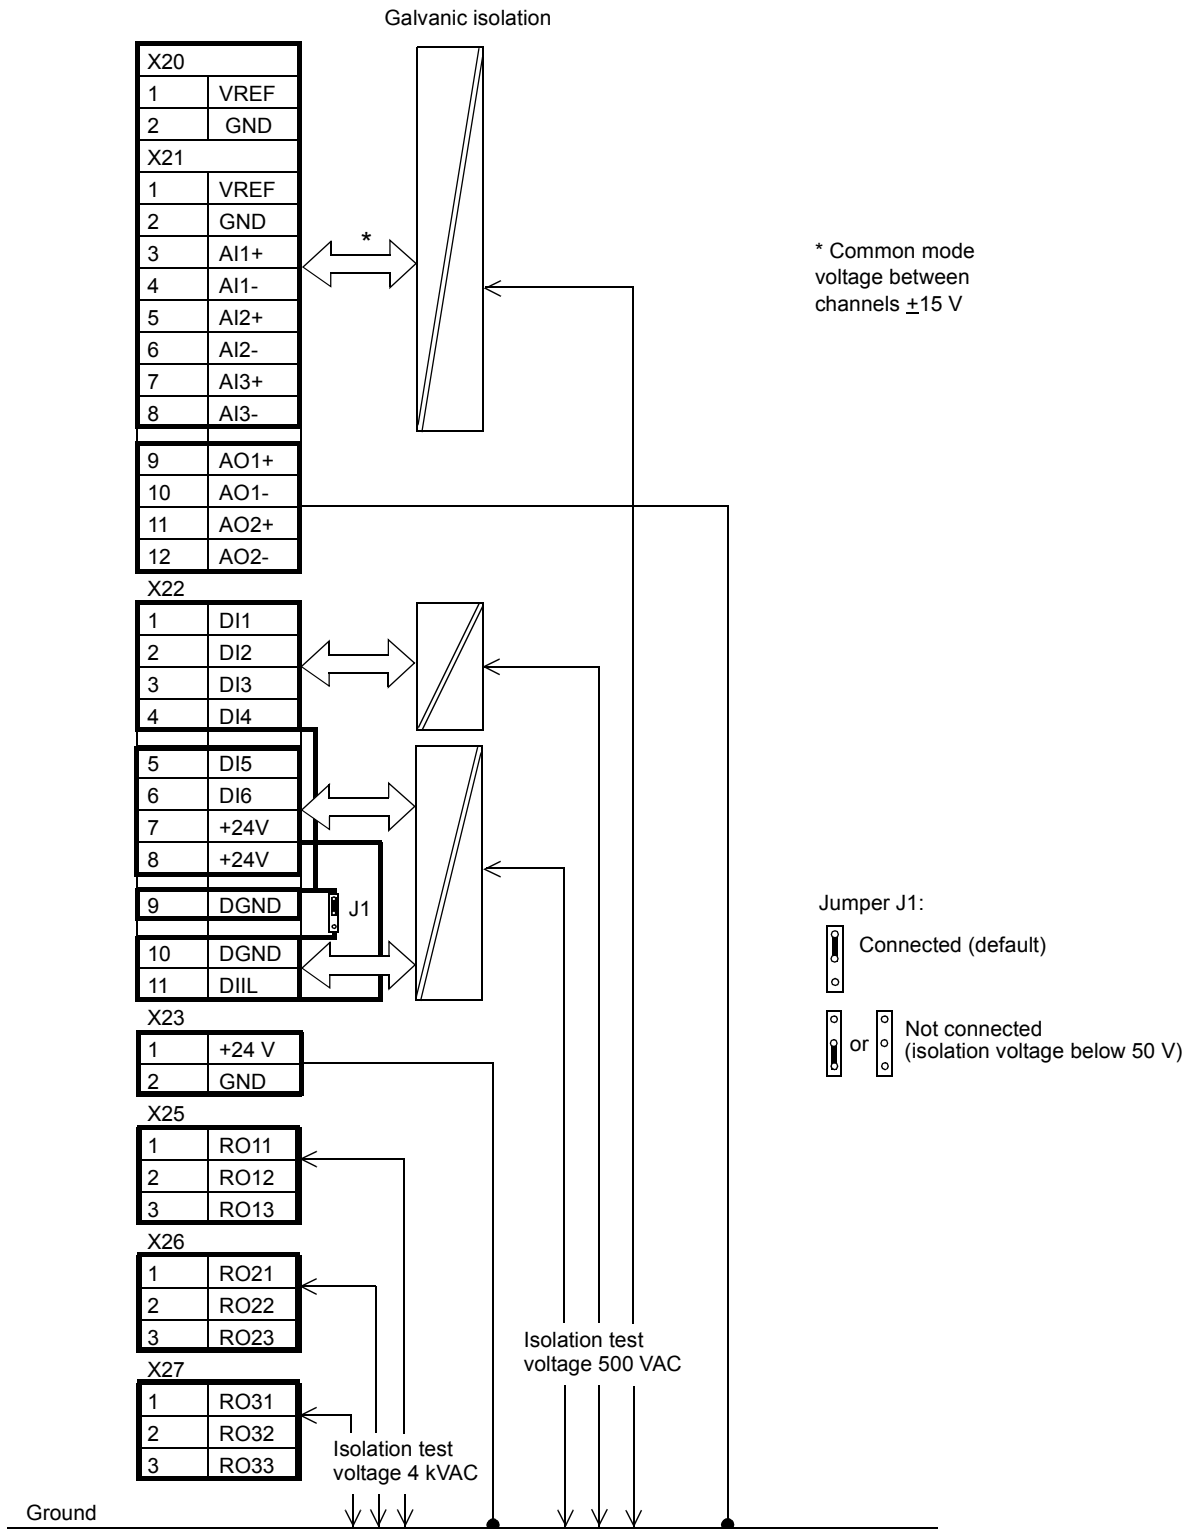 Galvanic isolation
X20
1 VREF
2 GND
X21
1 VREF
2 GND
3 AI1+
4 AI1-
5 AI2+
6 AI2-
7 AI3+
8 AI3-
9 AO1+
10 AO1-
11 AO2+
12 AO2-
*
* Common mode
voltage between
channels ±15 V
X22
1 DI1
2 DI2
3 DI3
4 DI4
5 DI5
6 DI6
7 +24V
8 +24V
9 DGND
J1
10 DGND
11 DIIL
Jumper J1:
Connected (default)
or
Not connected
(isolation voltage below 50 V)
X23
1 +24 V
2 GND
X25
1 RO11
2 RO12
3 RO13
X26
1 RO21
2 RO22
3 RO23
X27
1 RO31
2 RO32
3 RO33
Isolation test
voltage 500 VAC
Isolation test
voltage 4 kVAC
Ground